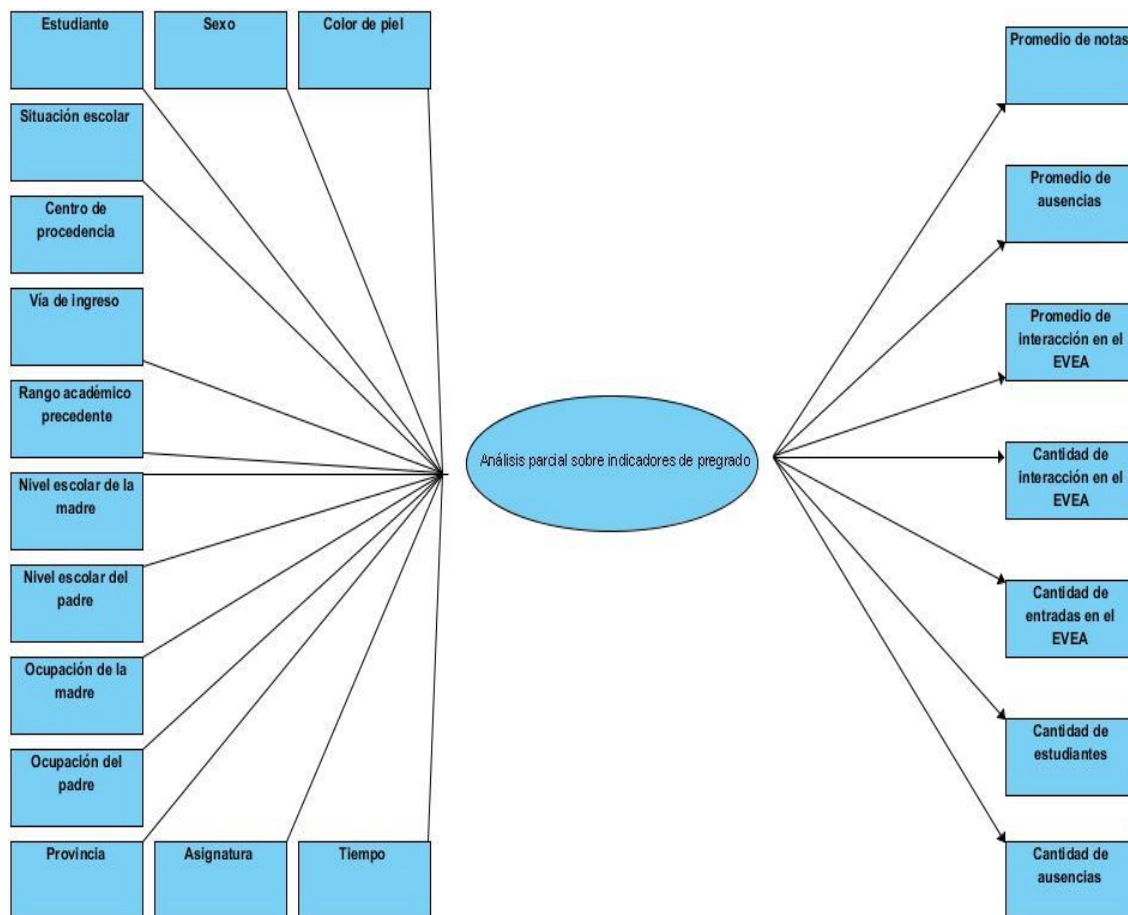 Estudiante
Sexo
Color de piel
Situación escolar
Centro de
procedencia
Vía de ingreso
Rango académico
precedente
Nivel escolar de la
madre
Nivel escolar del
padre
Ocupación de la
madre
Ocupación del
padre
Provincia
Asignatura
Tiempo
Análisis parcial sobre indicadores de pregrado
Promedio de notas
Promedio de
ausencias
Promedio de
interacción en el
EVEA
Cantidad de
interacción en el
EVEA
Cantidad de
entradas en el
EVEA
Cantidad de
estudiantes
Cantidad de
ausencias